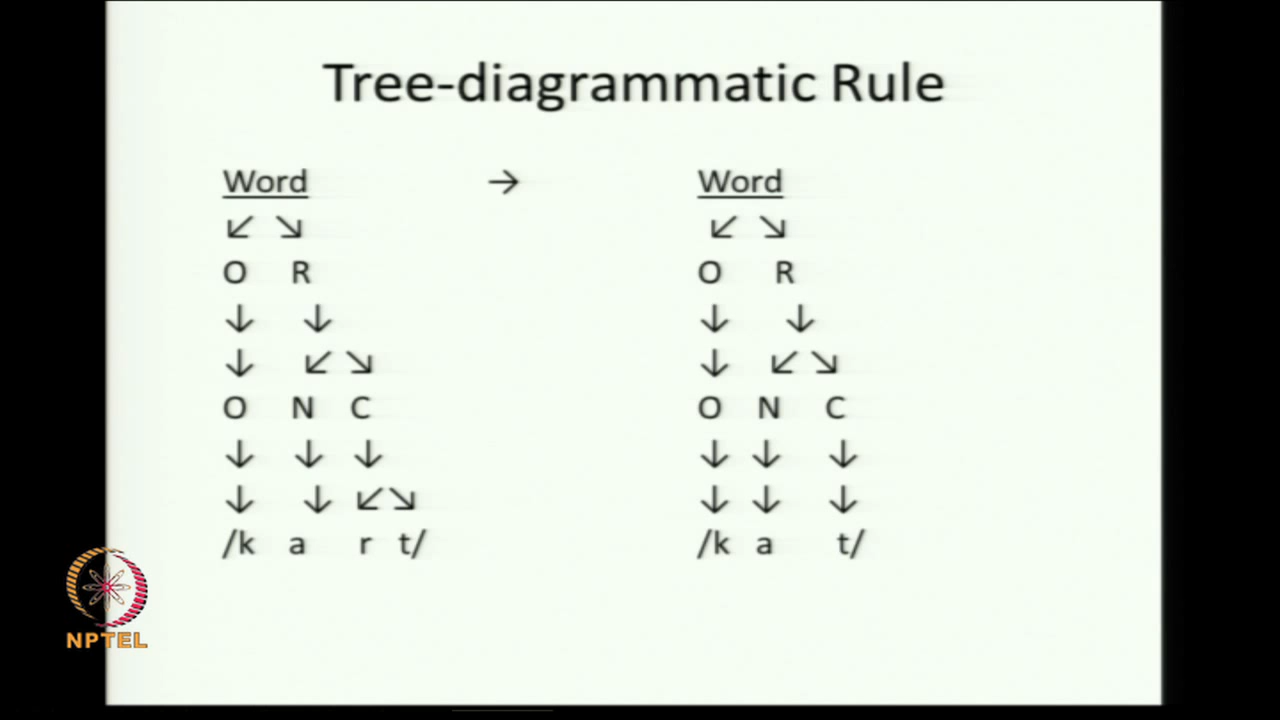 Tree-diagrammatic Rule
Word → Word
↙ ↘ ↙ ↘
O R O R
↓ ↓ ↓ ↓
↓ ↙ ↘ ↓ ↙ ↘
O N C O N C
↓ ↓ ↓ ↓ ↓ ↓
↓ ↓ ↙↘ ↓ ↓ ↓
/k a r t/ /k a t/
NPTEL